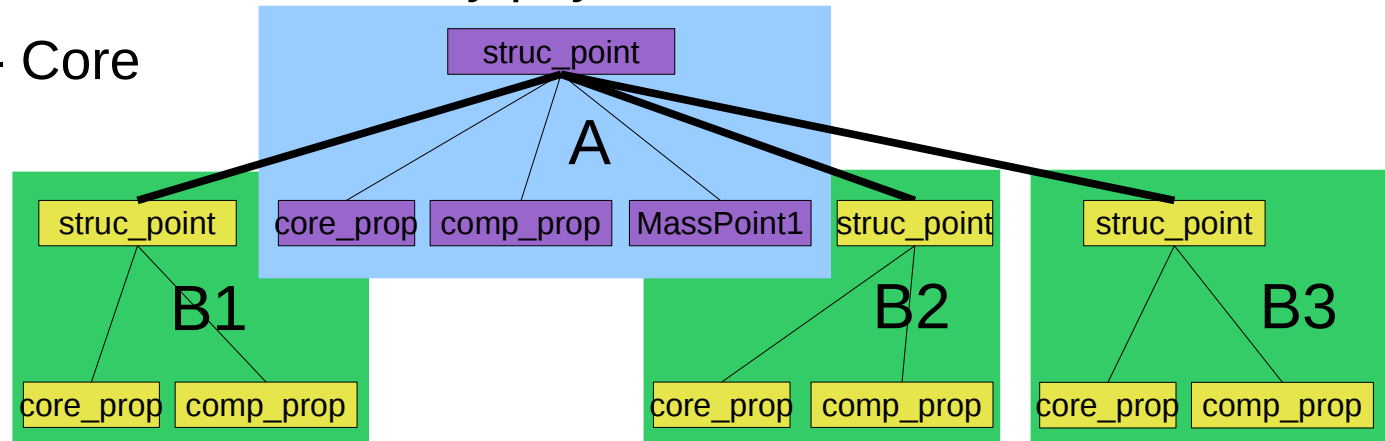 - Core
struc_point
A
struc_point
core_prop
comp_prop
MassPoint1
struc_point
struc_point
B1
B2
B3
core_prop
comp_prop
core_prop
comp_prop
core_prop
comp_prop